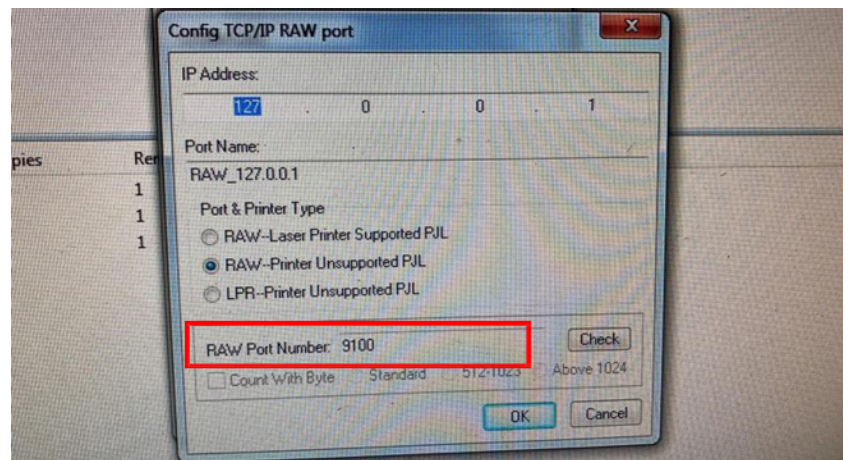 Config TCP/IP RAW port
IP Address:
127 . 0 . 0 . 1
Port Name:
RAW_127.0.0.1
Port & Printer Type
RAW--Laser Printer Supported PJL
RAW--Printer Unsupported PJL
LPR--Printer Unsupported PJL
RAW Port Number: 9100 Check
Count With Byte Standard 512-1023 Above 1024
OK Cancel
pies
1
1
1